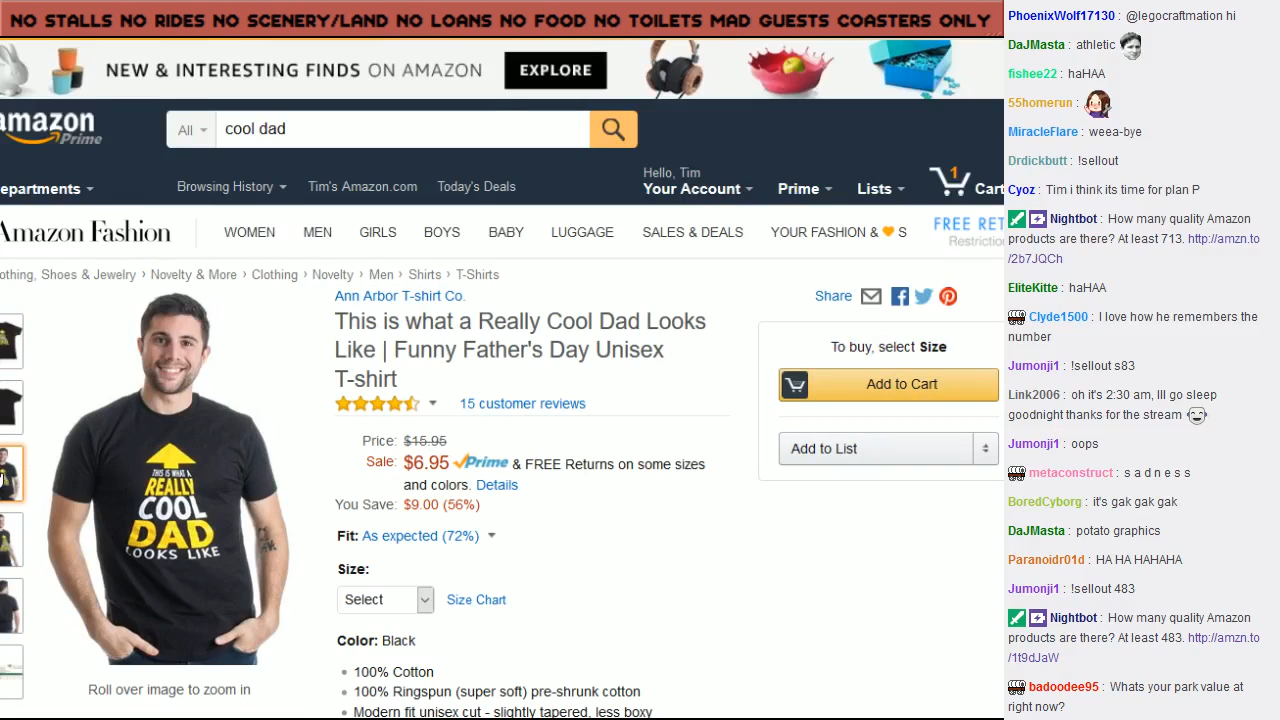 NO STALLS NO RIDES NO SCENERY/LAND NO LOANS NO FOOD NO TOILETS MAD GUESTS COASTERS ONLY
NEW & INTERESTING FINDS ON AMAZON EXPLORE
amazon Prime
All cool dad
epartments Browsing History Tim's Amazon.com Today's Deals Hello, Tim Your Account Prime Lists 1 Cart
Amazon Fashion WOMEN MEN GIRLS BOYS BABY LUGGAGE SALES & DEALS YOUR FASHION & 🧡 S FREE RET
Restriction
othing, Shoes & Jewelry › Novelty & More › Clothing › Novelty › Men › Shirts › T-Shirts
Ann Arbor T-shirt Co.
This is what a Really Cool Dad Looks
Like | Funny Father's Day Unisex
T-shirt
15 customer reviews
Price: $15.95
Sale: $6.95 Prime & FREE Returns on some sizes
and colors. Details
You Save: $9.00 (56%)
Fit: As expected (72%)
Size:
Select Size Chart
Color: Black
• 100% Cotton
• 100% Ringspun (super soft) pre-shrunk cotton
• Modern fit unisex cut - slightly tapered, less boxy
THIS IS WHAT A
REALLY
COOL
DAD
LOOKS LIKE
Roll over image to zoom in
Share
To buy, select Size
Add to Cart
Add to List
PhoenixWolf17130 : @legocraftmation hi
DaJMasta : athletic
fishee22 : haHAA
55homerun :
MiracleFlare : weea-bye
Drdickbutt : !sellout
Cyoz : Tim i think its time for plan P
Nightbot : How many quality Amazon
products are there? At least 713. http://amzn.to
/2b7JQCh
EliteKitte : haHAA
Clyde1500 : I love how he remembers the
number
Jumonji1 : !sellout s83
Link2006 : oh it's 2:30 am, Ill go sleep
goodnight thanks for the stream
Jumonji1 : oops
metaconstruct : s a d n e s s
BoredCyborg : it's gak gak gak
DaJMasta : potato graphics
Paranoidr01d : HA HA HAHAHA
Jumonji1 : !sellout 483
Nightbot : How many quality Amazon
products are there? At least 483. http://amzn.to
/1t9dJaW
badoodee95 : Whats your park value at
right now?